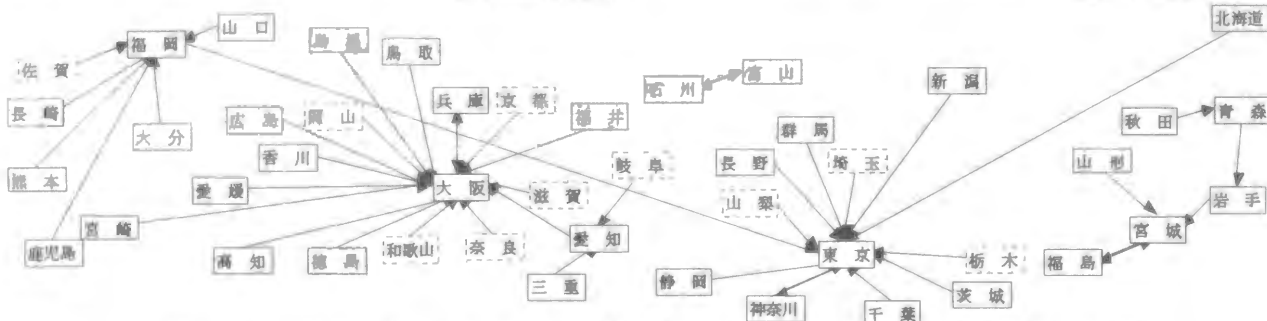 北海道
山口
福岡
鳥取
佐賀
富山
新潟
石川
長崎
兵庫
京都
福井
青森
秋田
大分
広島
岡山
群馬
香川
長野
埼玉
山形
岐阜
熊本
愛媛
大阪
滋賀
山梨
岩手
宮崎
愛知
宮城
鹿児島
和歌山
奈良
東京
高知
徳島
栃木
福島
三重
静岡
神奈川
茨城
千葉